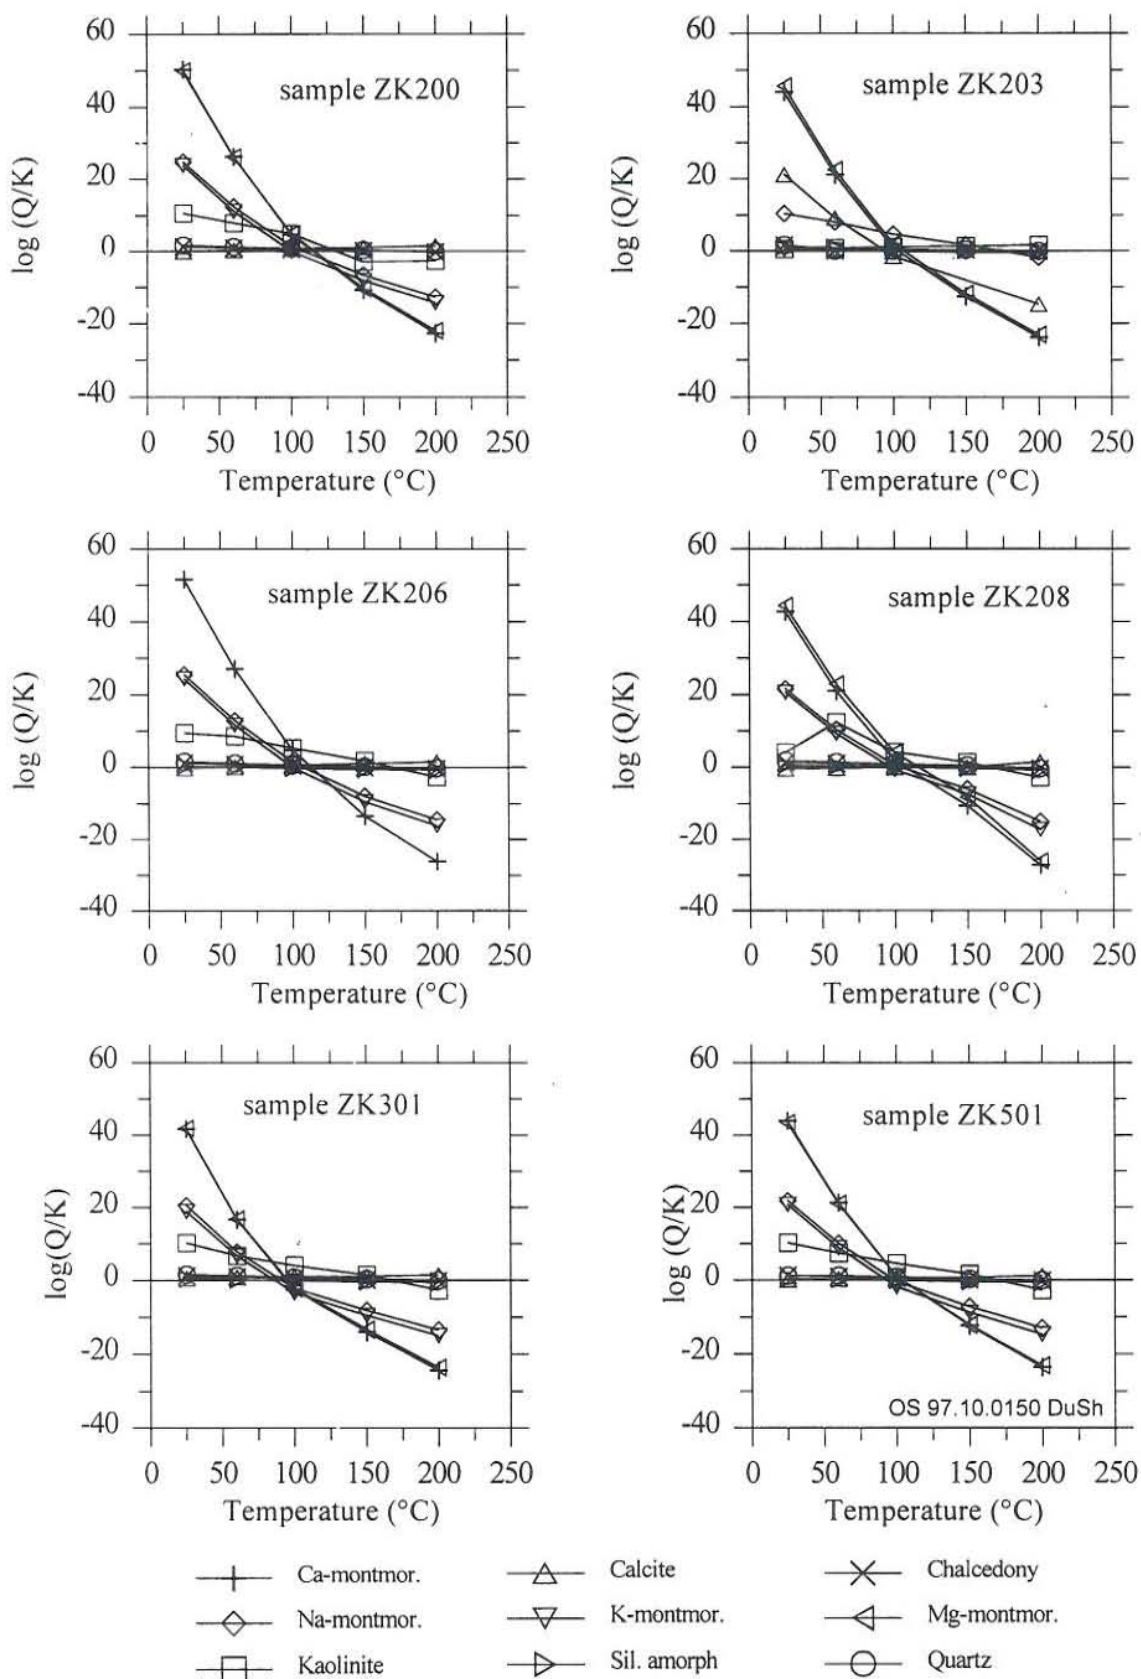 60
40
20
0
-20
-40
log (Q/K)
sample ZK200
0 50 100 150 200 250
Temperature (°C)
60
40
20
0
-20
-40
log (Q/K)
sample ZK203
0 50 100 150 200 250
Temperature (°C)
60
40
20
0
-20
-40
log (Q/K)
sample ZK206
0 50 100 150 200 250
Temperature (°C)
60
40
20
0
-20
-40
log (Q/K)
sample ZK208
0 50 100 150 200 250
Temperature (°C)
60
40
20
0
-20
-40
log(Q/K)
sample ZK301
0 50 100 150 200 250
Temperature (°C)
60
40
20
0
-20
-40
log (Q/K)
sample ZK501
OS 97.10.0150 DuSh
0 50 100 150 200 250
Temperature (°C)
Ca-montmor. Calcite Chalcedony
Na-montmor. K-montmor. Mg-montmor.
Kaolinite Sil. amorph Quartz